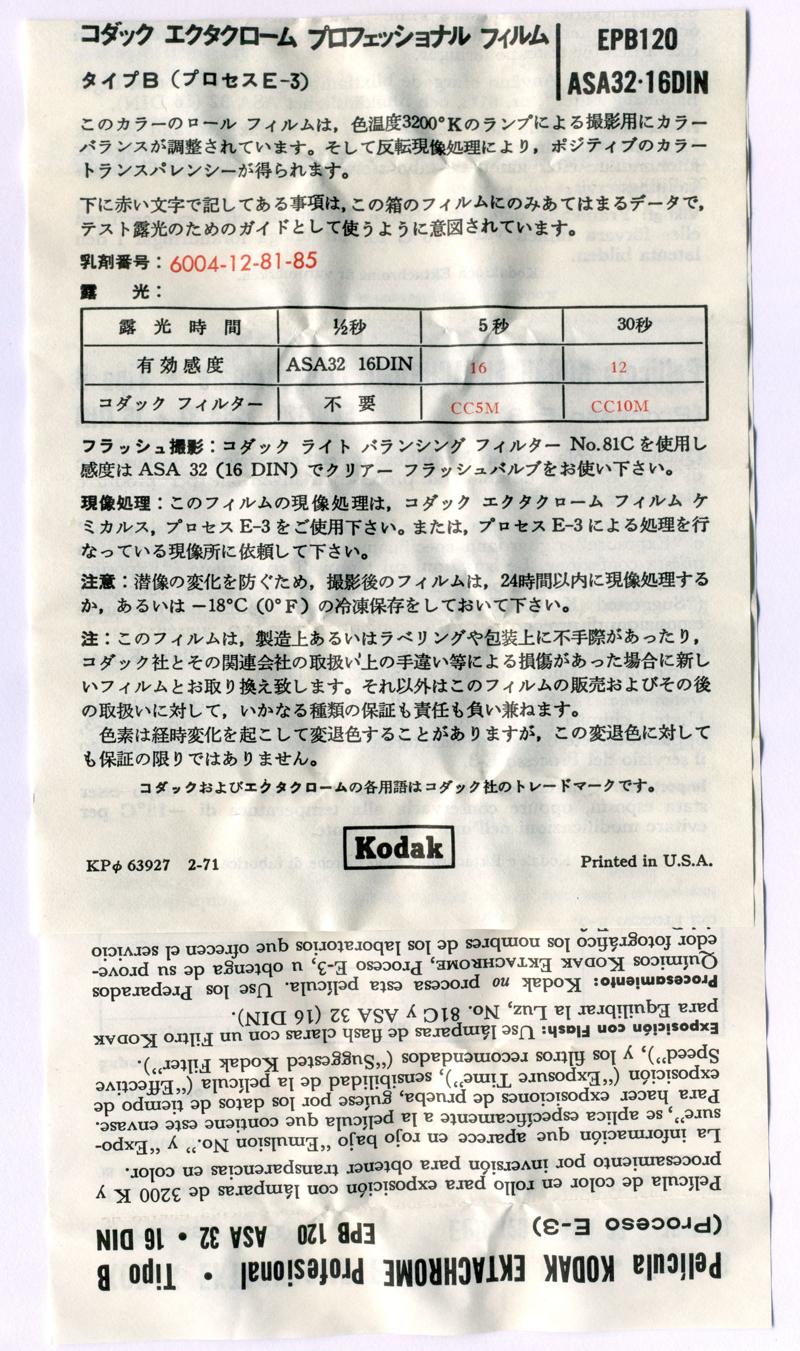 コダック エクタクローム プロフェッショナル フィルム
EPB120
タイプB（プロセスE-3）
ASA32·16DIN
このカラーのロール フィルムは，色温度3200°Kのランプによる撮影用にカラー
バランスが調整されています。そして反転現像処理により，ポジティブのカラー
トランスパレンシーが得られます。
下に赤い文字で記してある事項は，この箱のフィルムにのみあてはまるデータで，
テスト露光のためのガイドとして使うように意図されています。
乳剤番号：6004-12-81-85
露　光：
露 光 時 間 ½秒 5秒 30秒
有効感度 ASA32 16DIN 16 12
コダック フィルター 不 要 CC5M CC10M
フラッシュ撮影：コダック ライト バランシング フィルター No.81C を使用し
感度は ASA 32 (16 DIN) でクリアー フラッシュバルブをお使い下さい。
現像処理：このフィルムの現像処理は，コダック エクタクローム フィルム ケ
ミカルス，プロセス E-3 をご使用下さい。または，プロセス E-3 による処理を行
なっている現像所に依頼して下さい。
注意：潜像の変化を防ぐため，撮影後のフィルムは，24時間以内に現像処理する
か，あるいは −18°C (0°F) の冷凍保存をしておいて下さい。
注：このフィルムは，製造上あるいはラベリングや包装上に不手際があったり，
コダック社とその関連会社の取扱い上の手違い等による損傷があった場合に新し
いフィルムとお取り換え致します。それ以外はこのフィルムの販売およびその後
の取扱いに対して，いかなる種類の保証も責任も負い兼ねます。
色素は経時変化を起こして変退色することがありますが，この変退色に対して
も保証の限りではありません。
コダックおよびエクタクロームの各用語はコダック社のトレードマークです。
Kodak
KPφ 63927 2-71
Printed in U.S.A.
Película KODAK EKTACHROME Profesional • Tipo B
(Proceso E-3) EPB 120 ASA 32 • 16 DIN
Película de color en rollo para exposición con lámparas de 3200 K y
procesamiento por inversión para obtener transparencias en color.
La información que aparece en rojo bajo “Emulsion No.” y “Expo-
sure”, se aplica específicamente a la película que contiene este envase.
Para hacer exposiciones de prueba, guíese por los datos de tiempo de
exposición (“Exposure Time”), sensibilidad de la película (“Effective
Speed”), y los filtros recomendados (“Suggested Kodak Filter”).
Exposición con Flash: Use lámparas de flash claras con un Filtro KODAK
para Equilibrar la Luz, No. 81C y ASA 32 (16 DIN).
Procesamiento: Kodak no procesa esta película. Use los Preparados
Químicos KODAK EKTACHROME, Proceso E-3, u obtenga de su prove-
edor fotográfico los nombres de los laboratorios que ofrecen el servicio